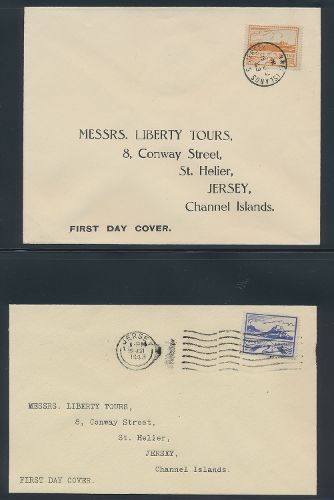 MESSRS. LIBERTY TOURS,
8, Conway Street,
St. Helier,
JERSEY,
Channel Islands.
FIRST DAY COVER.
JERSEY
1943
MESSRS. LIBERTY TOURS,
8, Conway Street,
St. Helier,
JERSEY,
Channel Islands.
FIRST DAY COVER.